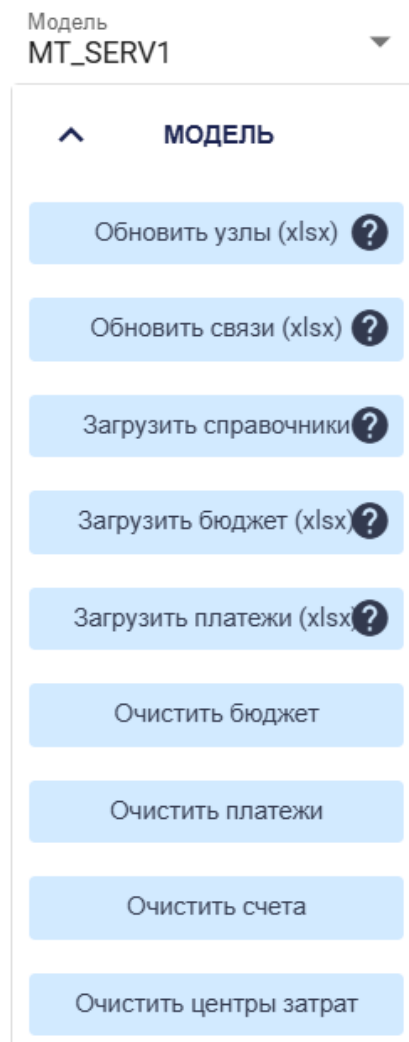 Модель
MT_SERV1
МОДЕЛЬ
Обновить узлы (xlsx) ?
Обновить связи (xlsx) ?
Загрузить справочники ?
Загрузить бюджет (xlsx) ?
Загрузить платежи (xlsx) ?
Очистить бюджет
Очистить платежи
Очистить счета
Очистить центры затрат